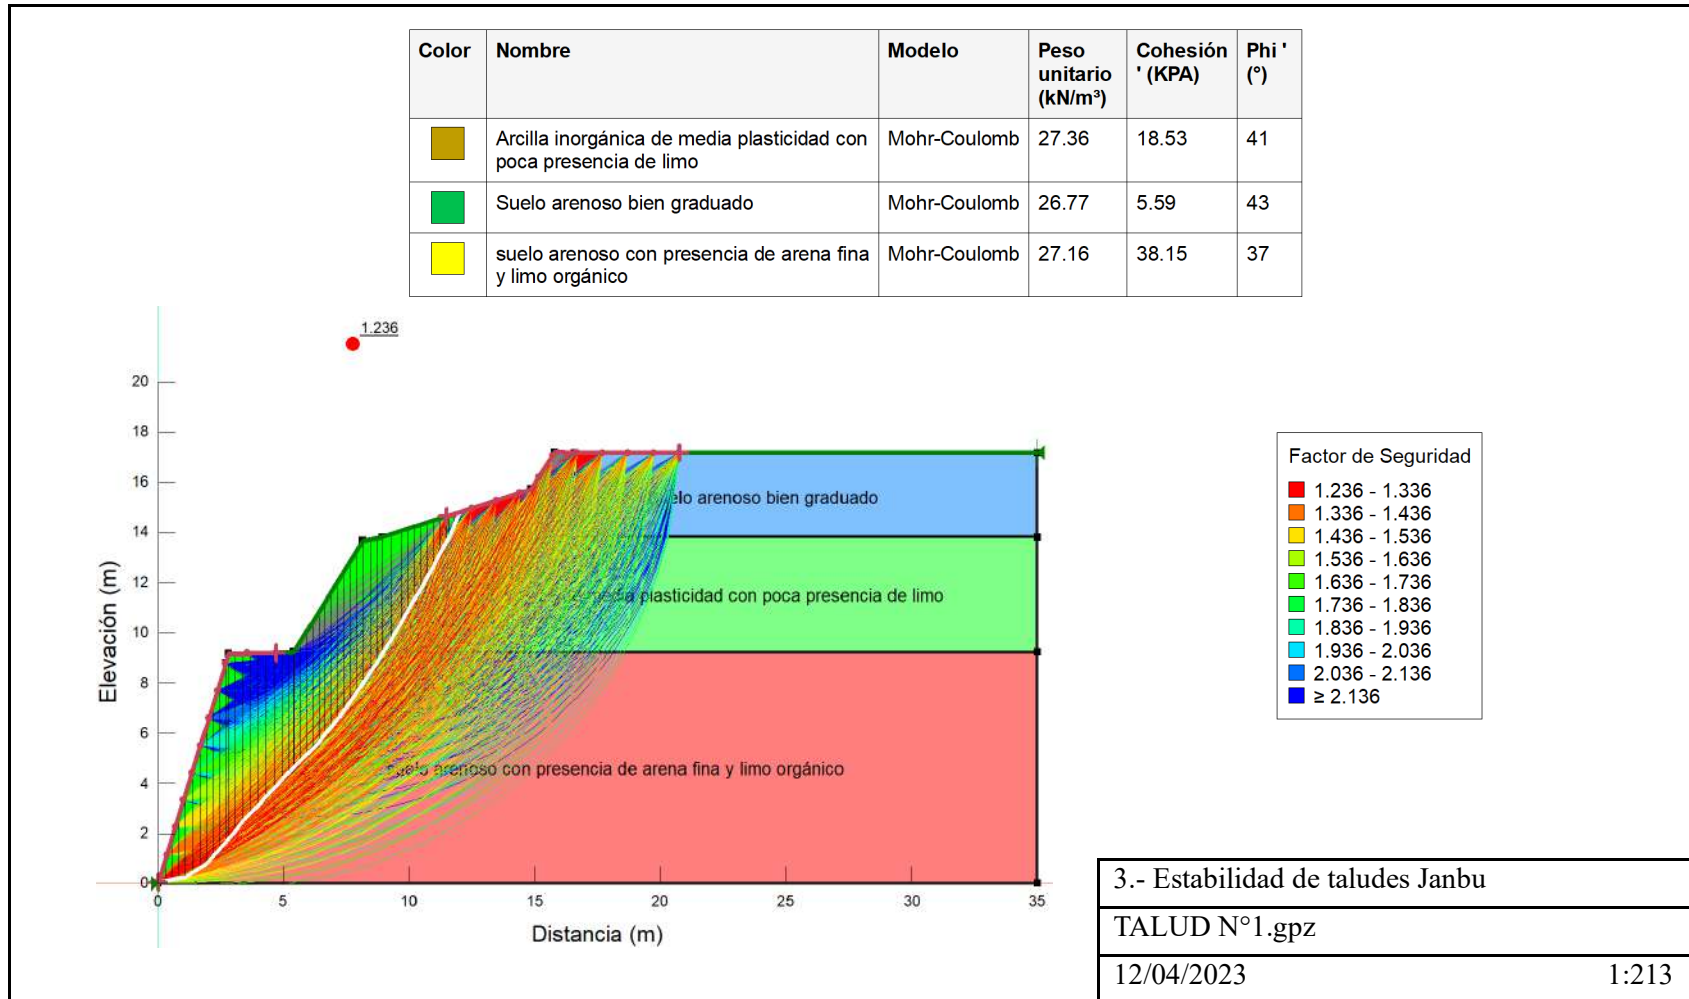 Color Nombre Modelo Peso unitario (kN/m³) Cohesión ' (KPA) Phi ' (°)
Arcilla inorgánica de media plasticidad con poca presencia de limo Mohr-Coulomb 27.36 18.53 41
Suelo arenoso bien graduado Mohr-Coulomb 26.77 5.59 43
suelo arenoso con presencia de arena fina y limo orgánico Mohr-Coulomb 27.16 38.15 37
1.236
20
18
16
14
12
10
8
6
4
2
0
Elevación (m)
arenoso bien graduado
plasticidad con poca presencia de limo
suelo arenoso con presencia de arena fina y limo orgánico
0 5 10 15 20 25 30 35
Distancia (m)
Factor de Seguridad
1.236 - 1.336
1.336 - 1.436
1.436 - 1.536
1.536 - 1.636
1.636 - 1.736
1.736 - 1.836
1.836 - 1.936
1.936 - 2.036
2.036 - 2.136
≥ 2.136
3.- Estabilidad de taludes Janbu
TALUD N°1.gpz
12/04/2023 1:213